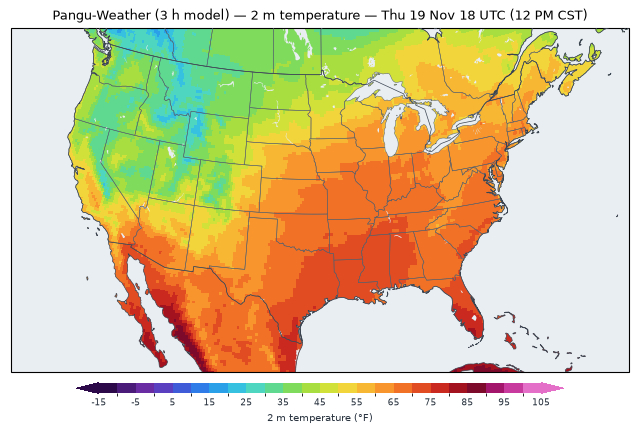 Pangu-Weather (3 h model) — 2 m temperature — Thu 19 Nov 18 UTC (12 PM CST)
-15 -5 5 15 25 35 45 55 65 75 85 95 105
2 m temperature (°F)